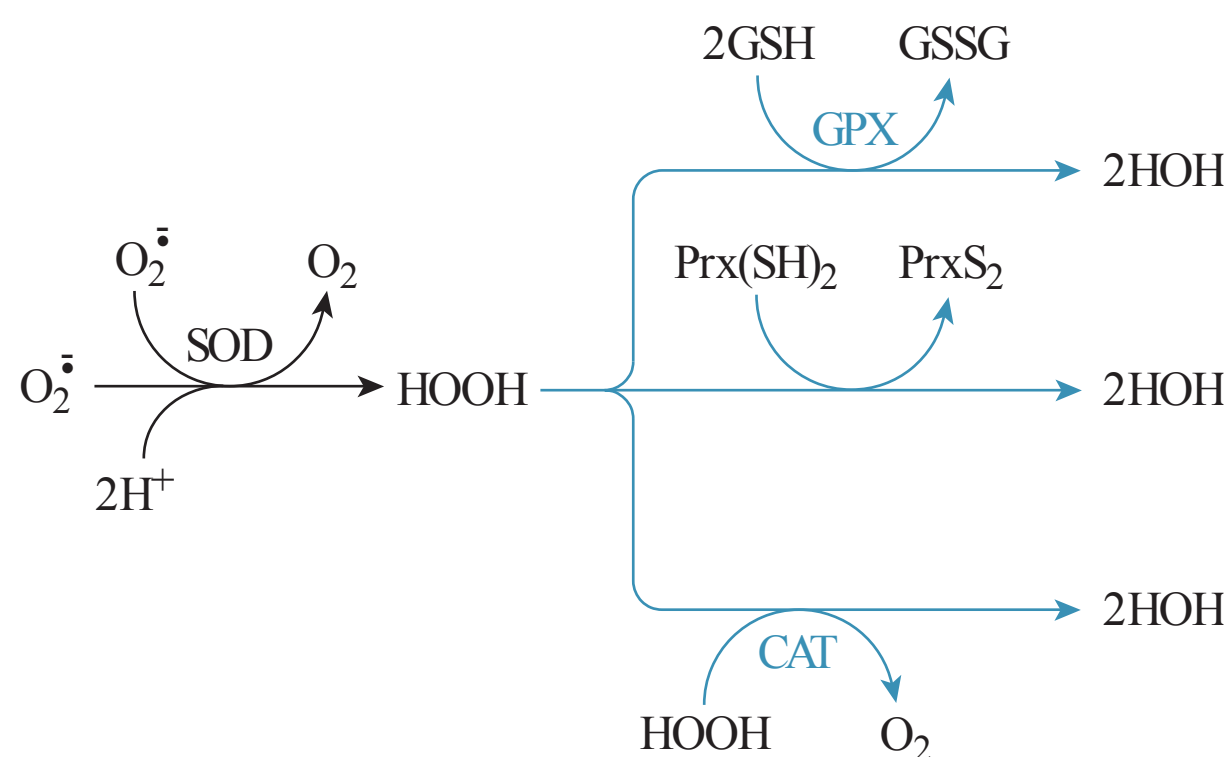 2GSH GSSG
GPX
2HOH
O₂•̄ O₂
Prx(SH)₂ PrxS₂
SOD
O₂•̄ HOOH 2HOH
2H⁺
2HOH
CAT
HOOH O₂